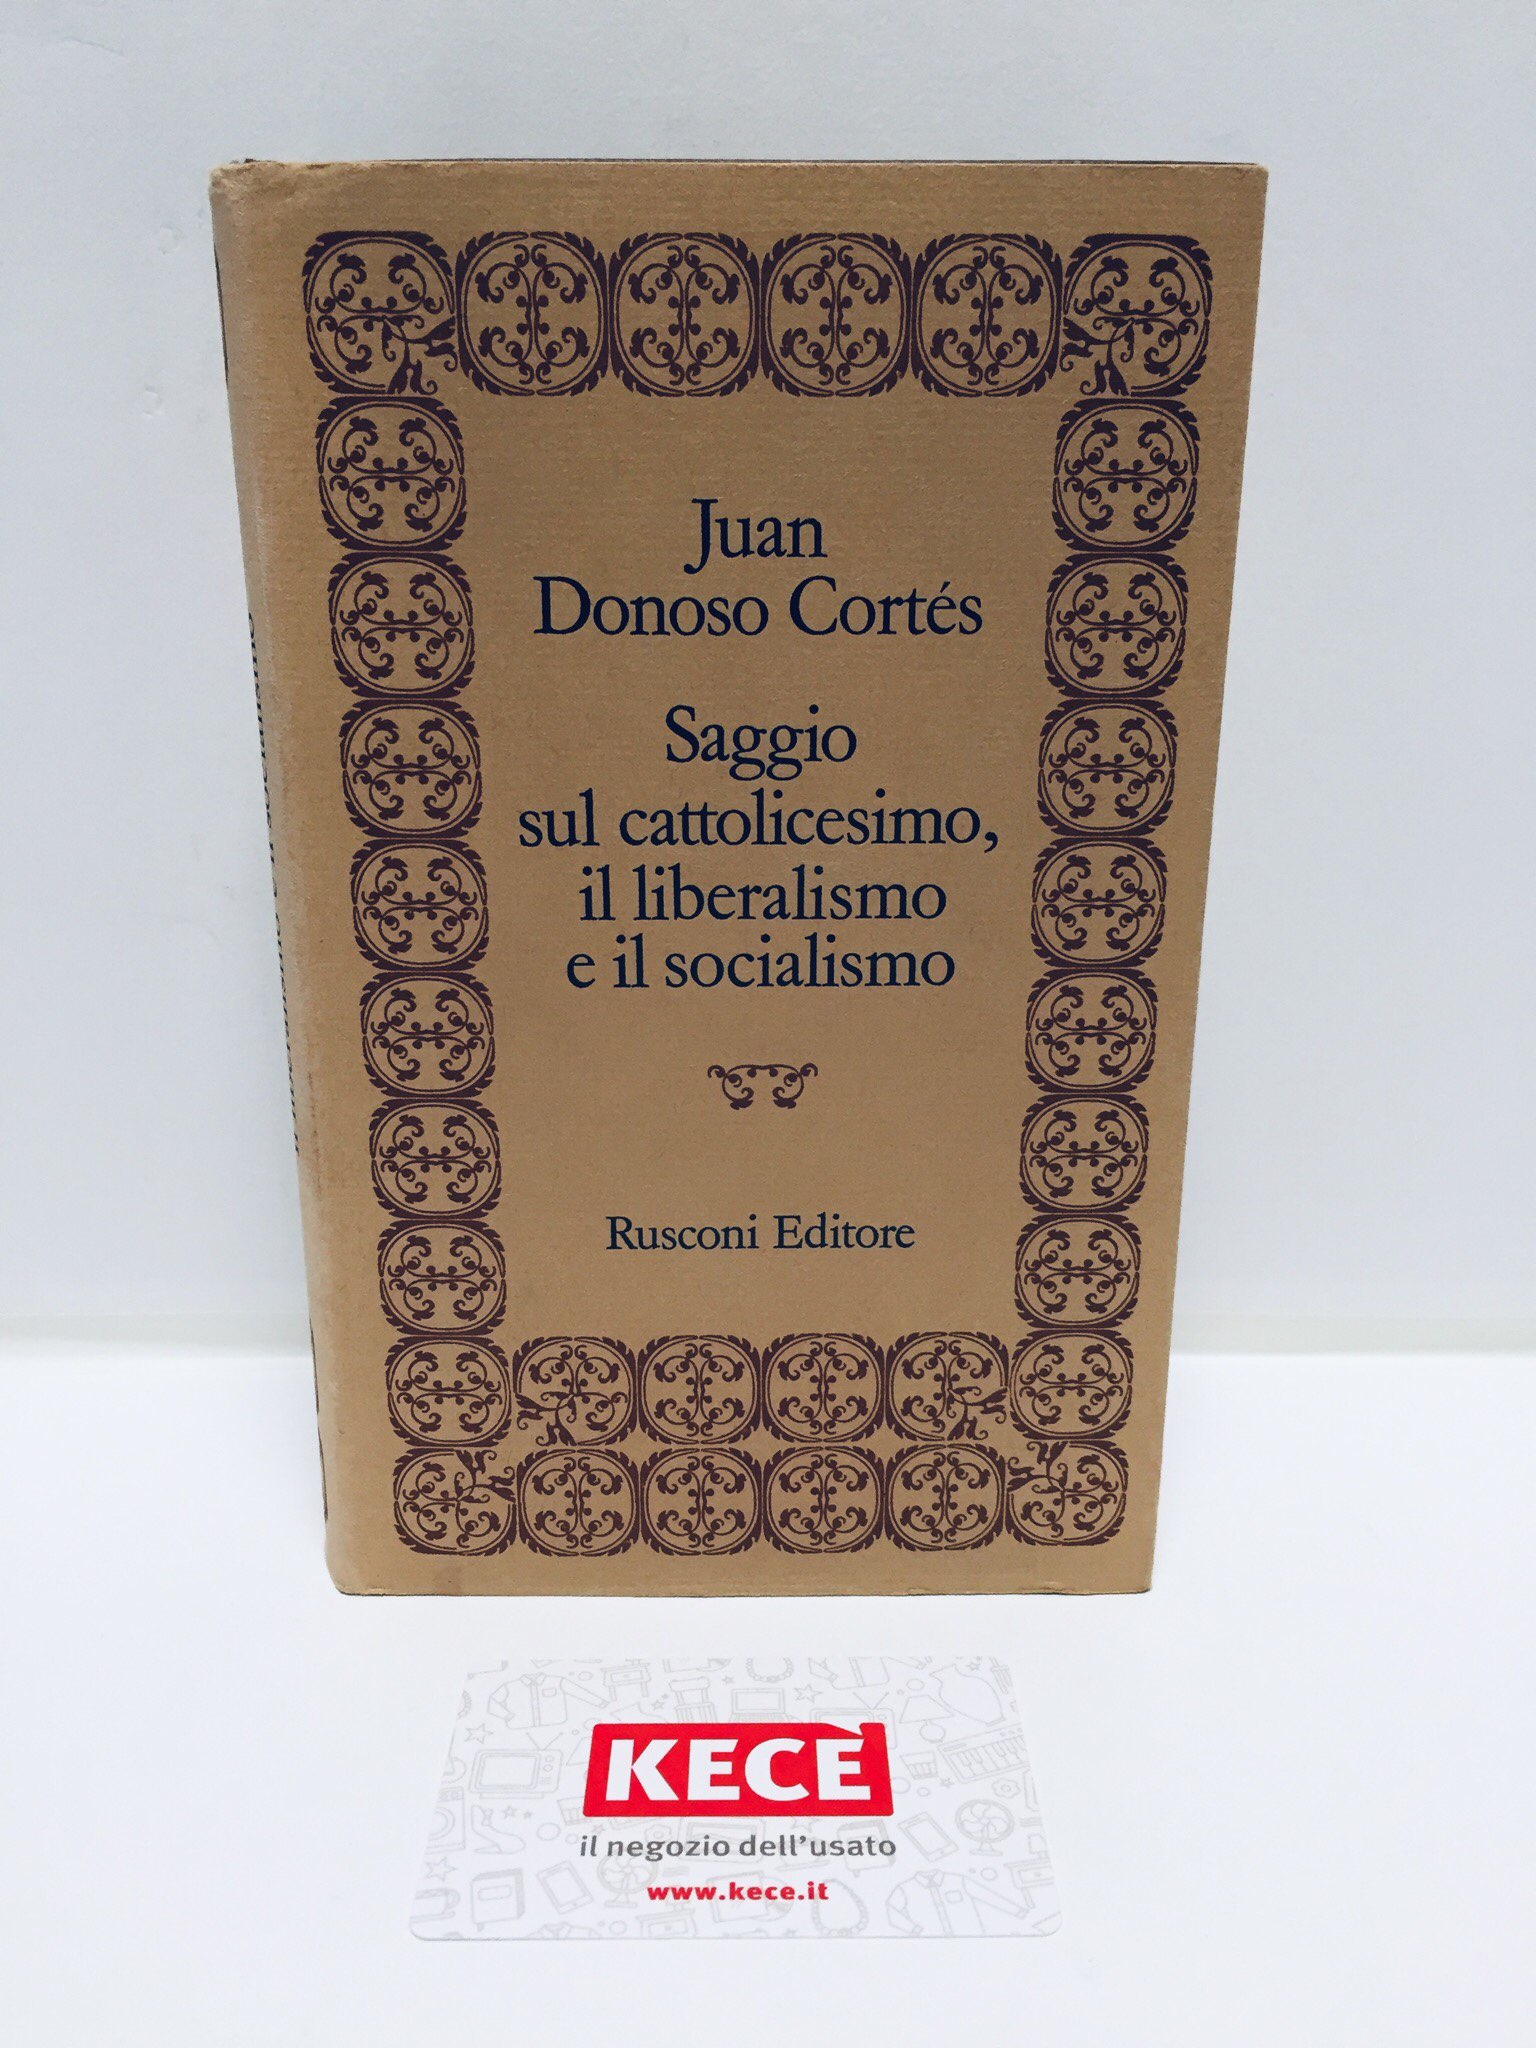 Juan
Donoso Cortés
Saggio
sul cattolicesimo,
il liberalismo
e il socialismo
Rusconi Editore
KECÈ
il negozio dell'usato
www.kece.it